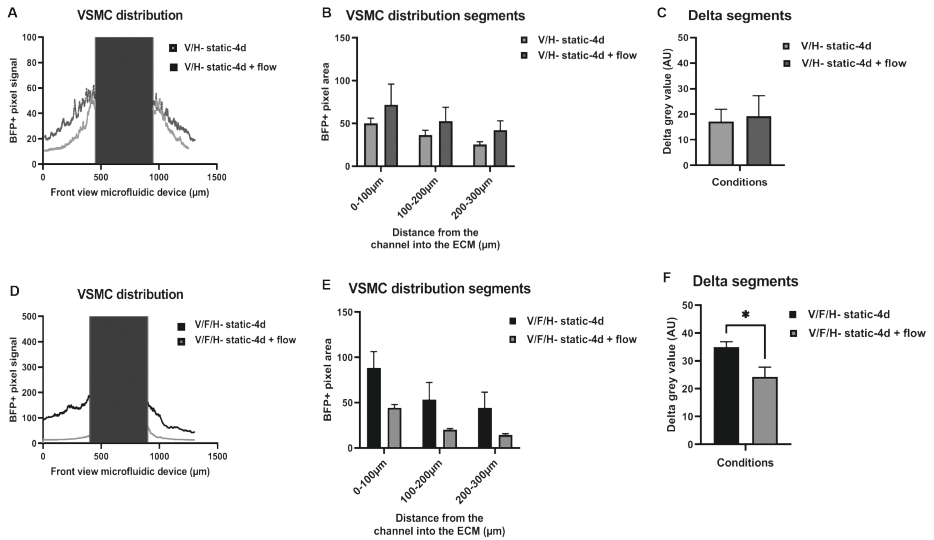 A
VSMC distribution
BFP+ pixel signal
100
80
60
40
20
0
0
500
1000
1500
Front view microfluidic device (µm)
V/H- static-4d
V/H- static-4d + flow
B
VSMC distribution segments
BFP+ pixel area
150
100
50
0
0-100µm
100-200µm
200-300µm
Distance from the
channel into the ECM (µm)
V/H- static-4d
V/H- static-4d + flow
C
Delta segments
Delta grey value (AU)
50
40
30
20
10
0
Conditions
V/H- static-4d
V/H- static-4d + flow
D
VSMC distribution
BFP+ pixel signal
500
400
300
200
100
0
0
500
1000
1500
Front view microfluidic device (µm)
V/F/H- static-4d
V/F/H- static-4d + flow
E
VSMC distribution segments
BFP+ pixel area
150
100
50
0
0-100µm
100-200µm
200-300µm
Distance from the
channel into the ECM (µm)
V/F/H- static-4d
V/F/H- static-4d + flow
F
Delta segments
Delta grey value (AU)
50
40
30
20
10
0
*
Conditions
V/F/H- static-4d
V/F/H- static-4d + flow